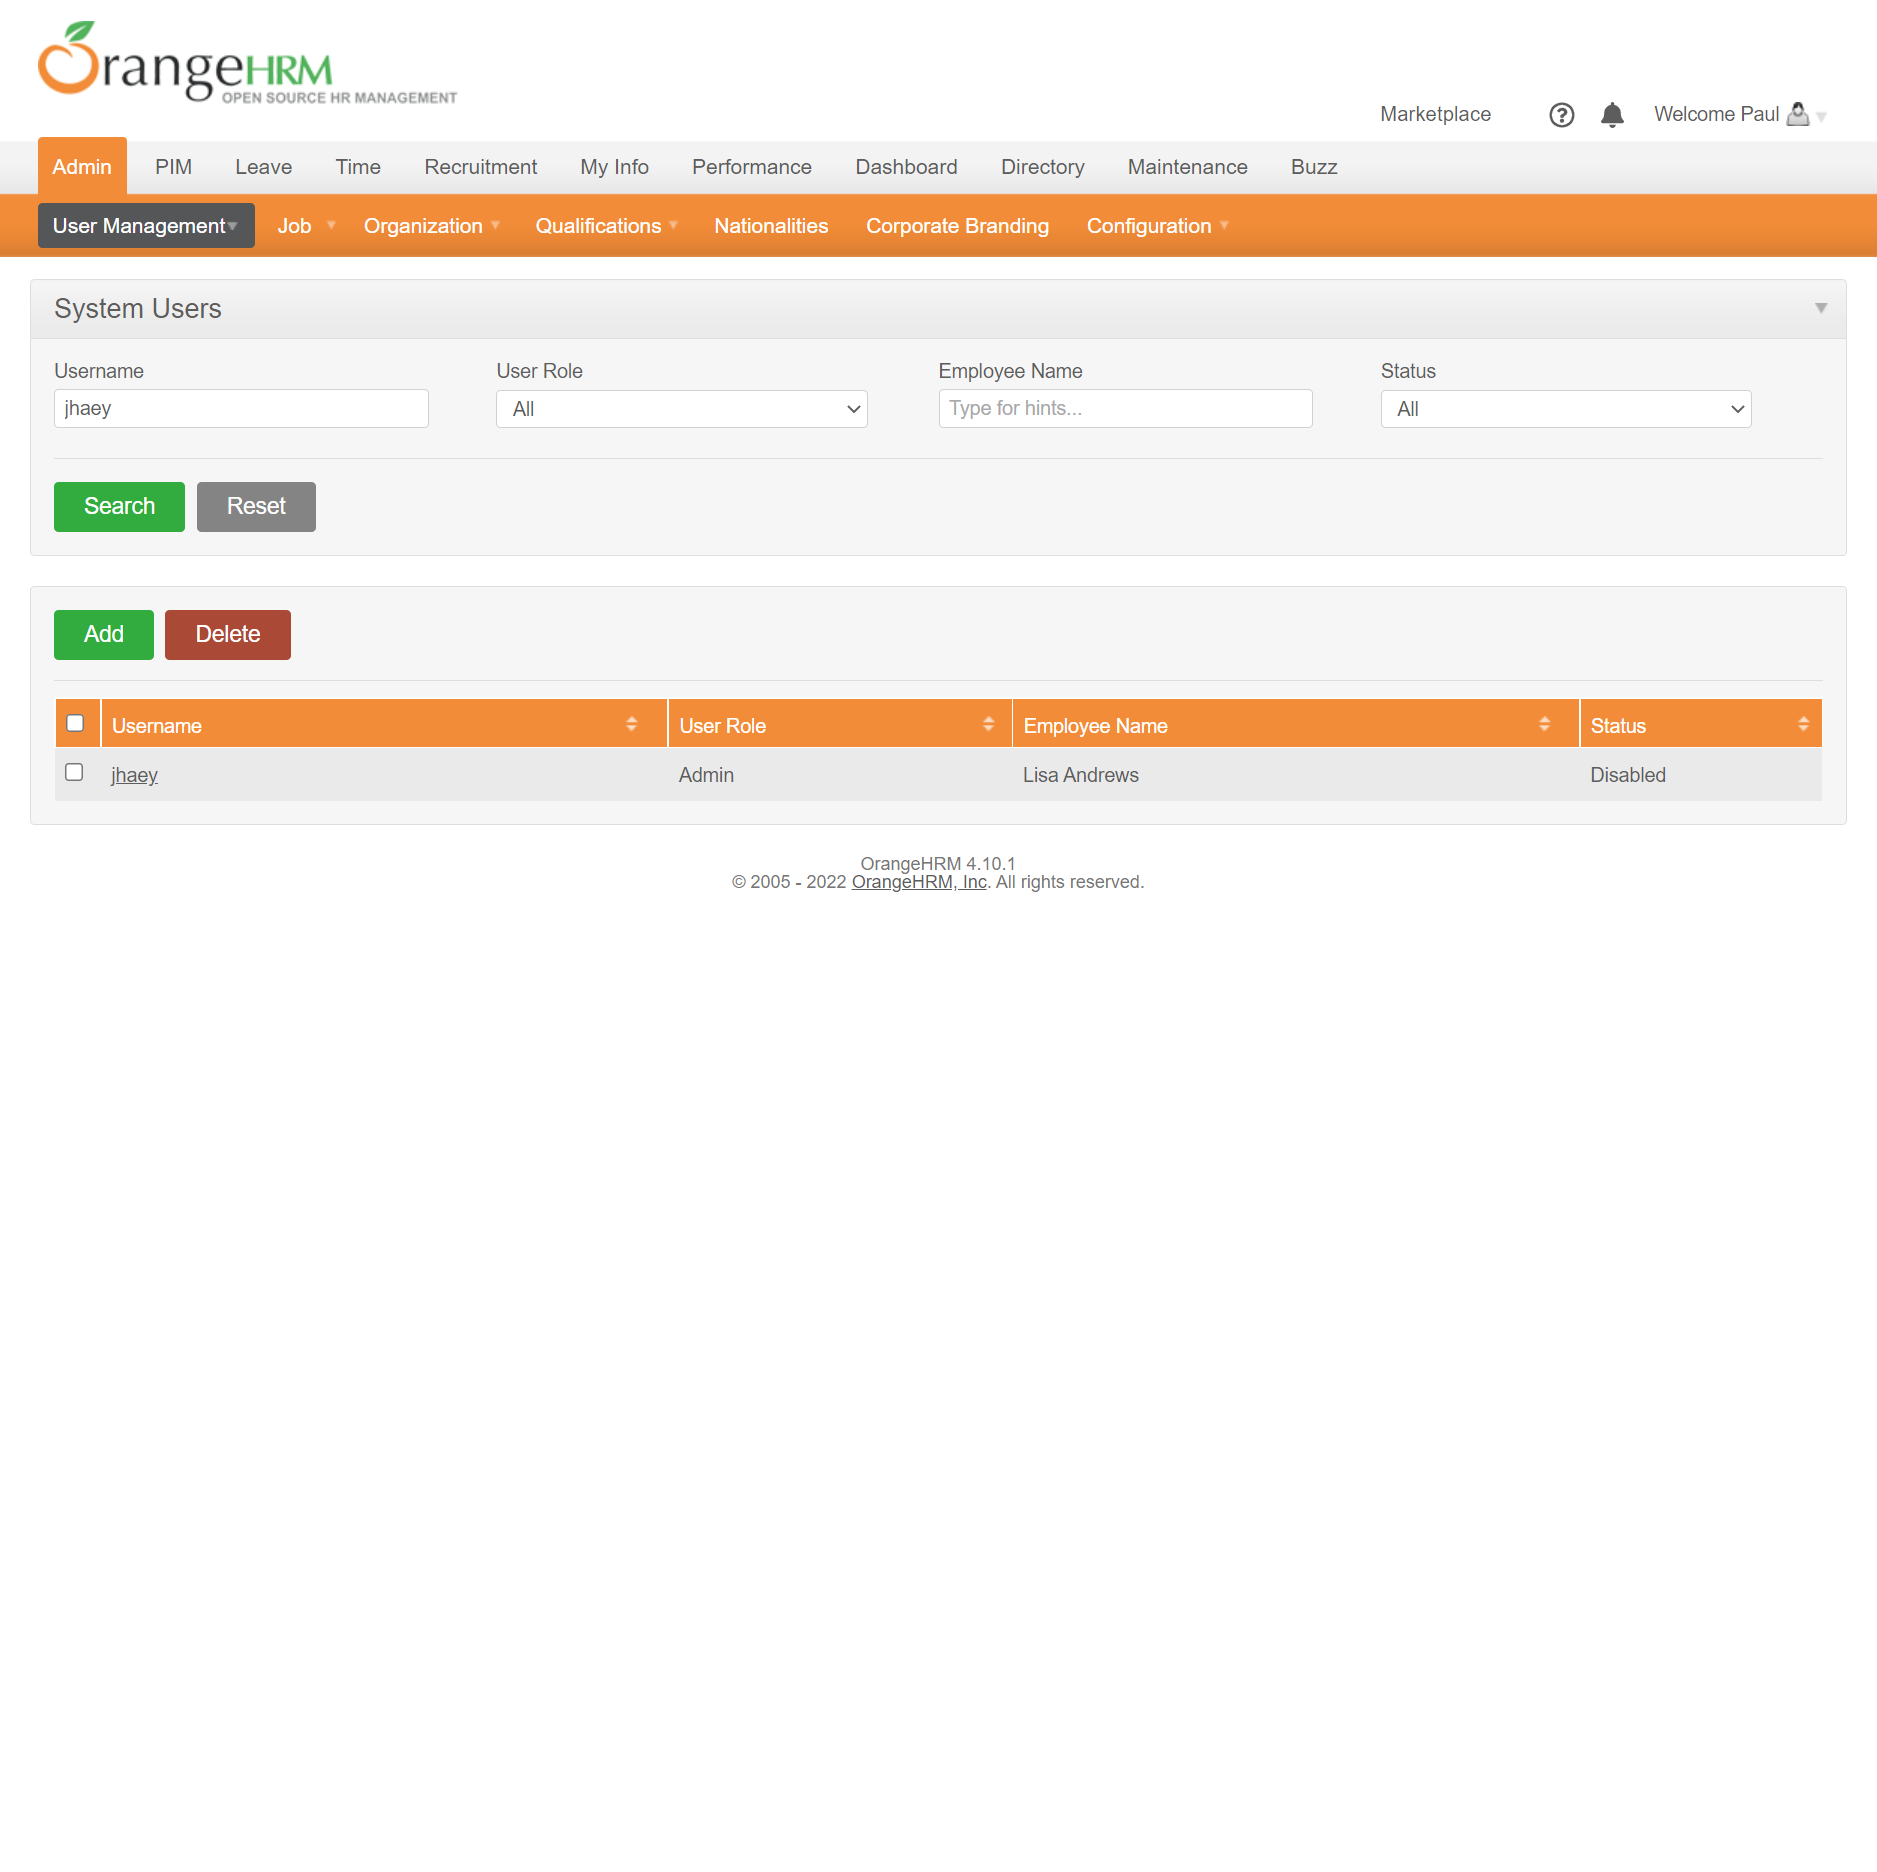 OrangeHRM
OPEN SOURCE HR MANAGEMENT
Marketplace
Welcome Paul
Admin PIM Leave Time Recruitment My Info Performance Dashboard Directory Maintenance Buzz
User Management Job Organization Qualifications Nationalities Corporate Branding Configuration
System Users
Username User Role Employee Name Status
jhaey All Type for hints... All
Search Reset
Add Delete
Username User Role Employee Name Status
jhaey Admin Lisa Andrews Disabled
OrangeHRM 4.10.1
© 2005 - 2022 OrangeHRM, Inc. All rights reserved.